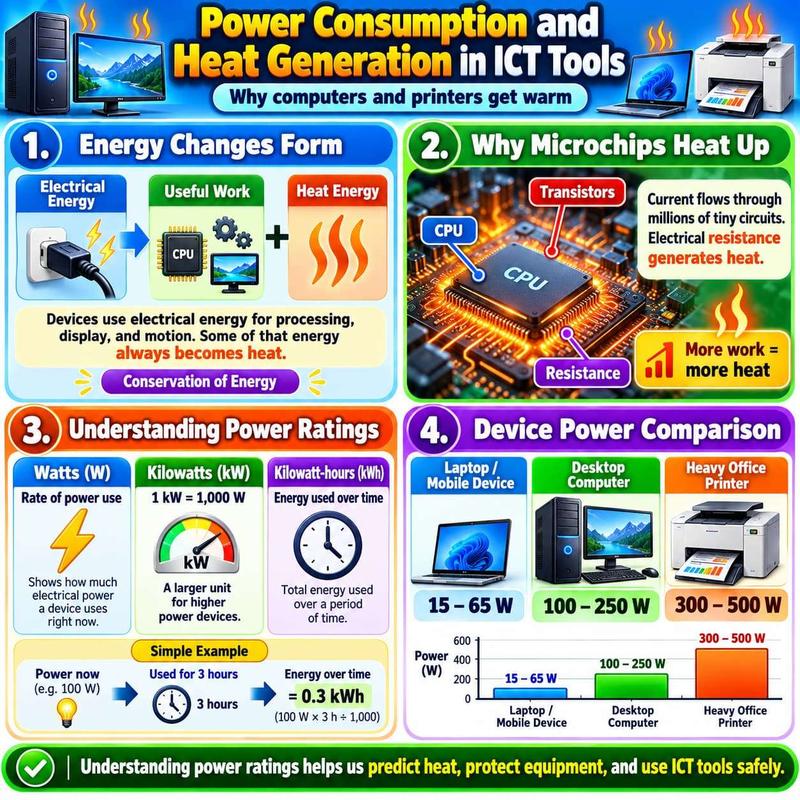 Power Consumption and
Heat Generation in ICT Tools
Why computers and printers get warm
1. Energy Changes Form
Electrical
Energy
Useful Work
CPU
+
Heat Energy
Devices use electrical energy for processing,
display, and motion. Some of that energy
always becomes heat.
Conservation of Energy
2. Why Microchips Heat Up
Transistors
CPU
CPU
Resistance
Current flows through
millions of tiny circuits.
Electrical resistance
generates heat.
More work =
more heat
3. Understanding Power Ratings
Watts (W)
Rate of power use
Shows how much
electrical power
a device uses
right now.
Kilowatts (kW)
1 kW = 1,000 W
kW
A larger unit
for higher
power devices.
Kilowatt-hours (kWh)
Energy used over time
Total energy used
over a period
of time.
Simple Example
Power now
(e.g. 100 W)
Used for 3 hours
3 hours
Energy over time
= 0.3 kWh
(100 W × 3 h ÷ 1,000)
4. Device Power Comparison
Laptop /
Mobile Device
15 – 65 W
Desktop
Computer
100 – 250 W
Heavy Office
Printer
300 – 500 W
Power
(W)
600
400
200
0
15 – 65 W
100 – 250 W
300 – 500 W
Laptop /
Mobile Device
Desktop
Computer
Heavy Office
Printer
Understanding power ratings helps us predict heat, protect equipment, and use ICT tools safely.